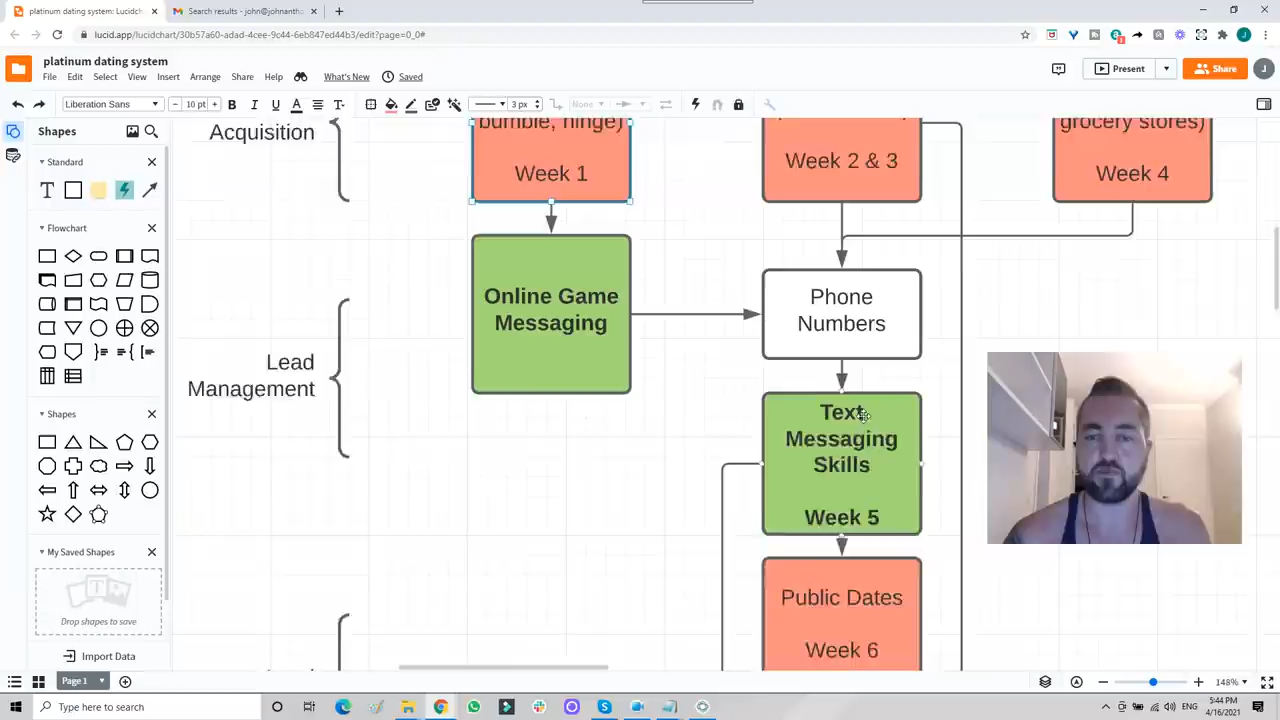 platinum dating system: Lucidch
Search results - john@johnantho
lucid.app/lucidchart/30b57a60-adad-4cee-9c44-6eb847ed44b3/edit?page=0_0#
platinum dating system
File Edit Select View Insert Arrange Share Help What's New Saved
Present
Share
J
Liberation Sans
10 pt
B I U A T
3 px
None
Shapes
Standard
Flowchart
Shapes
My Saved Shapes
Drop shapes to save
Import Data
Acquisition
bumble, hinge)
Week 1
Week 2 & 3
grocery stores)
Week 4
Online Game
Messaging
Phone
Numbers
Lead
Management
Text
Messaging
Skills
Week 5
Public Dates
Week 6
Page 1
148%
Type here to search
ENG
5:44 PM
4/16/2021